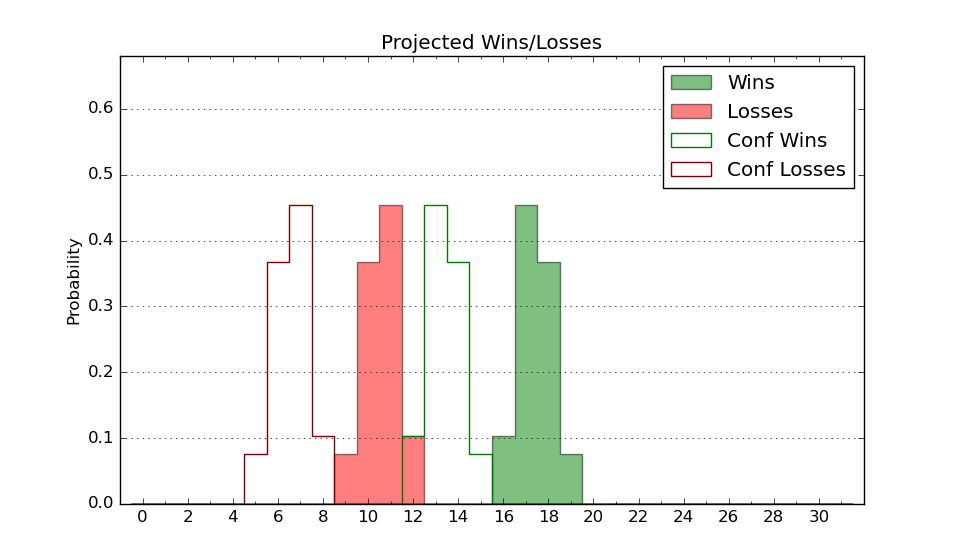 Projected Wins/Losses
Wins
Losses
Conf Wins
Conf Losses
Probability
0.6
0.5
0.4
0.3
0.2
0.1
0.0
0 2 4 6 8 10 12 14 16 18 20 22 24 26 28 30